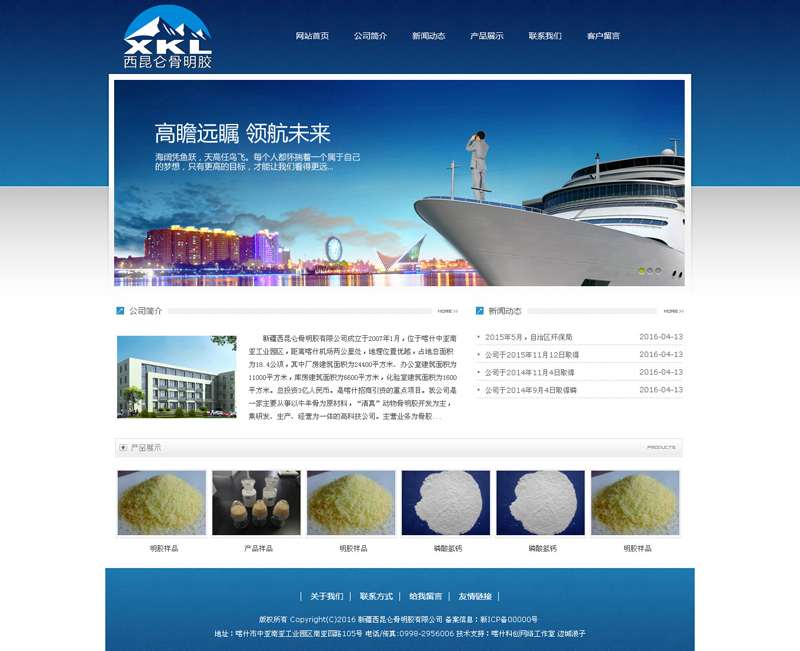 XKL
西昆仑骨明胶
网站首页 公司简介 新闻动态 产品展示 联系我们 客户留言
高瞻远瞩 领航未来
海阔凭鱼跃，天高任鸟飞。每个人都怀揣着一个属于自己
的梦想，只有更高的目标，才能让我们看得更远...
公司简介 MORE >>
新疆西昆仑骨明胶有限公司成立于2007年1月，位于喀什中亚南
亚工业园区，距离喀什机场两公里处，地理位置优越，占地总面积
为18.4公顷，其中厂房建筑面积为24400平方米、办公室建筑面积为
11000平方米，库房建筑面积为6600平方米，化验室建筑面积为1600
平方米。总投资3亿人民币。是喀什招商引资的重点项目。我公司是
一家主要从事以牛羊骨为原材料，“清真”动物骨明胶开发为主，
集研发、生产、经营为一体的高科技公司。主营业务为骨胶...
新闻动态 MORE >>
2015年5月，自治区环保局 2016-04-13
公司于2015年11月12日取得 2016-04-13
公司于2014年11月4日取得 2016-04-13
公司于2014年9月4日取得磷 2016-04-13
产品展示 PRODUCTS
明胶样品 产品样品 明胶样品 磷酸氢钙 磷酸氢钙 明胶样品
| 关于我们 | 联系方式 | 给我留言 | 友情链接 |
版权所有 Copyright(C)2016 新疆西昆仑骨明胶有限公司 备案信息：新ICP备00000号
地址：喀什市中亚南亚工业园区南亚四路105号 电话/传真:0998-2956006 技术支持：喀什科创网络工作室 边城浪子